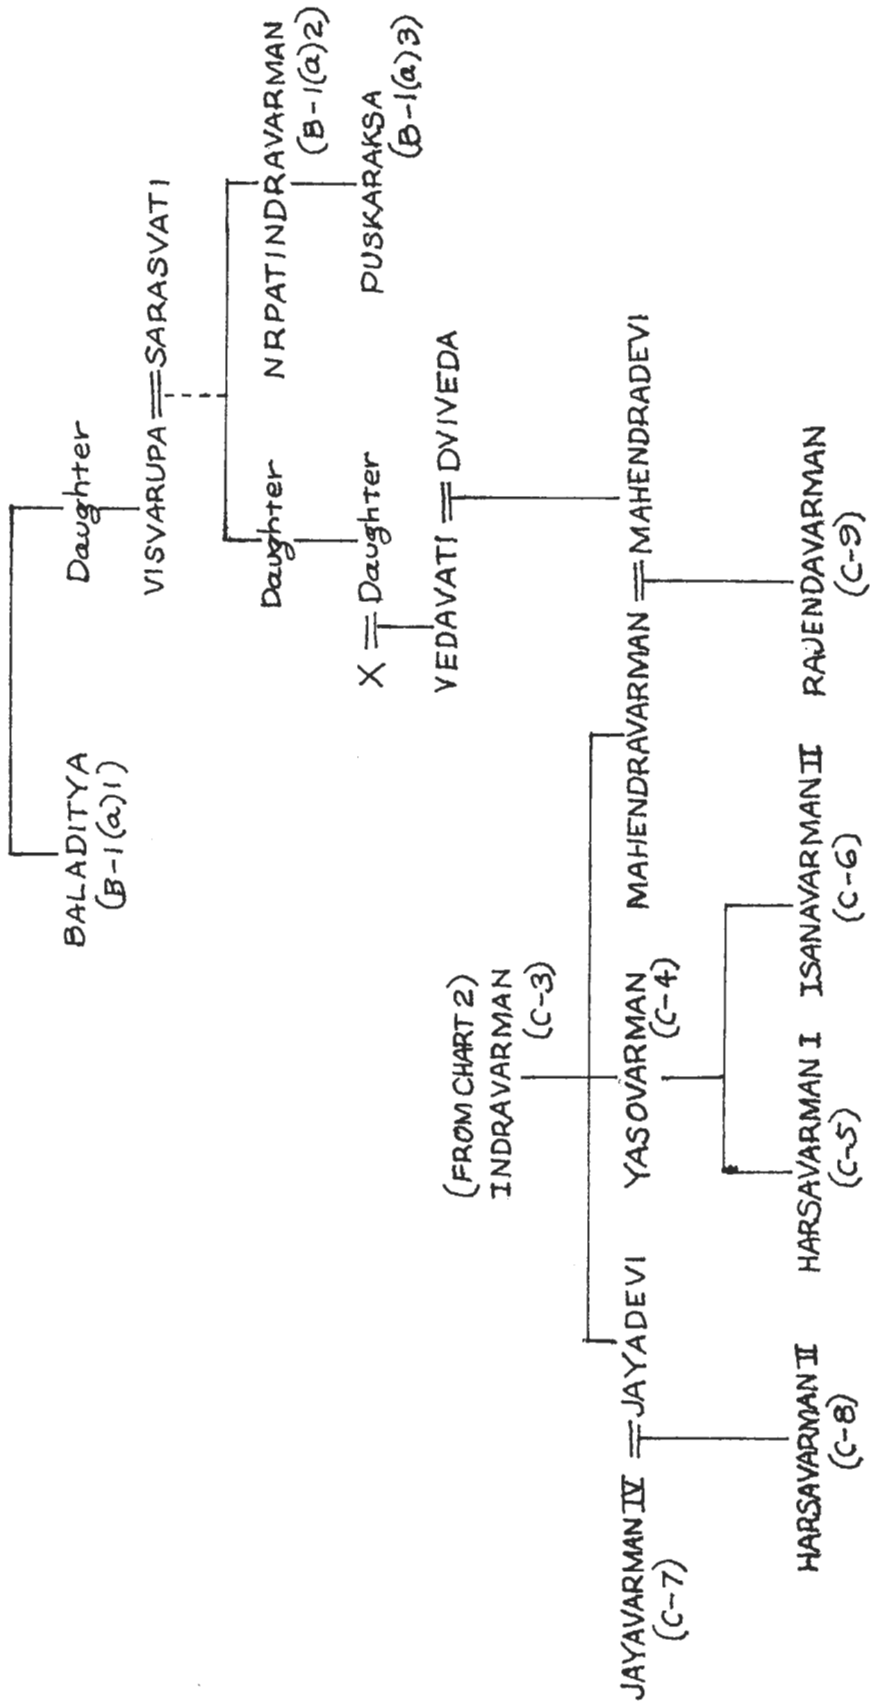 BALADITYA
(B-1(a)1)
Daughter
VISVARUPA
SARASVATI
Daughter
NRPATINDRAVARMAN
(B-1(a)2)
X
Daughter
PUSKARAKSA
(B-1(a)3)
VEDAVATI
DVIVEDA
(FROM CHART 2)
INDRAVARMAN
(C-3)
JAYAVARMAN IV
(C-7)
JAYADEVI
YASOVARMAN
(C-4)
MAHENDRAVARMAN
MAHENDRADEVI
HARSAVARMAN II
(C-8)
HARSAVARMAN I
(C-5)
ISANAVARMAN II
(C-6)
RAJENDAVARMAN
(C-9)